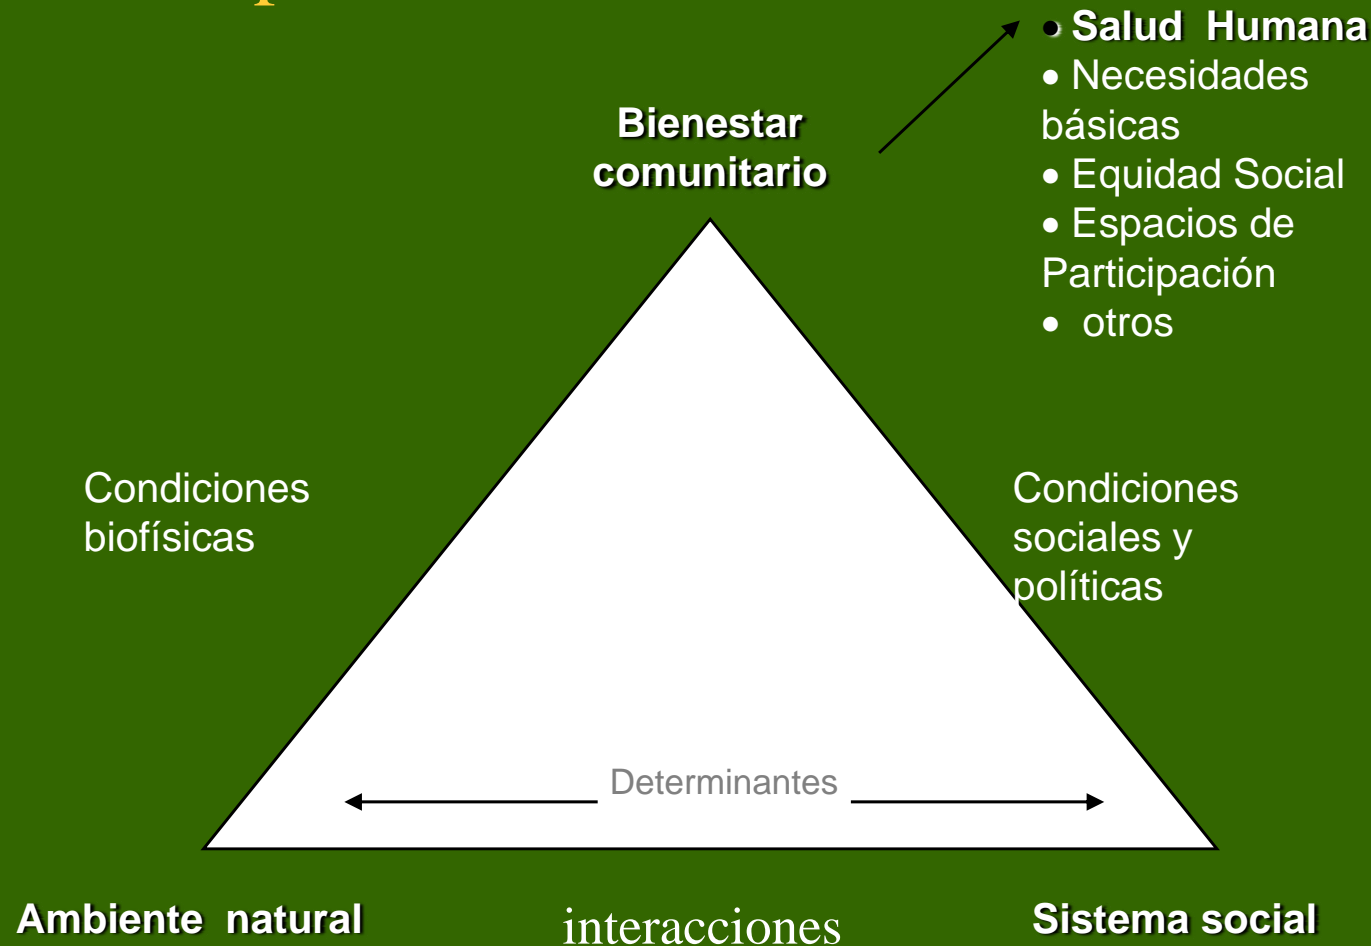 Bienestar
comunitario
• Salud Humana
• Necesidades
básicas
• Equidad Social
• Espacios de
Participación
• otros
Condiciones
biofísicas
Condiciones
sociales y
políticas
Determinantes
Ambiente natural
interacciones
Sistema social